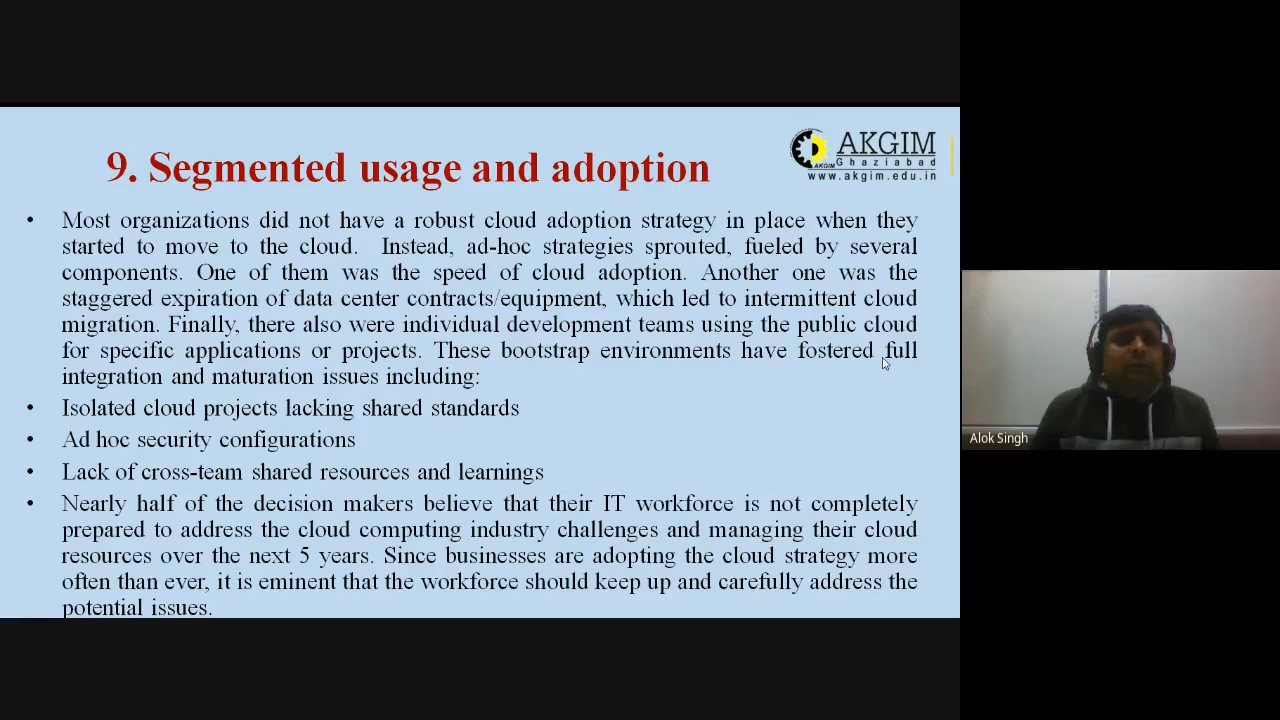 9. Segmented usage and adoption
AKGIM
Ghaziabad
AKGIM
www.akgim.edu.in
• Most organizations did not have a robust cloud adoption strategy in place when they
started to move to the cloud. Instead, ad-hoc strategies sprouted, fueled by several
components. One of them was the speed of cloud adoption. Another one was the
staggered expiration of data center contracts/equipment, which led to intermittent cloud
migration. Finally, there also were individual development teams using the public cloud
for specific applications or projects. These bootstrap environments have fostered full
integration and maturation issues including:
• Isolated cloud projects lacking shared standards
• Ad hoc security configurations
• Lack of cross-team shared resources and learnings
• Nearly half of the decision makers believe that their IT workforce is not completely
prepared to address the cloud computing industry challenges and managing their cloud
resources over the next 5 years. Since businesses are adopting the cloud strategy more
often than ever, it is eminent that the workforce should keep up and carefully address the
potential issues.
Alok Singh